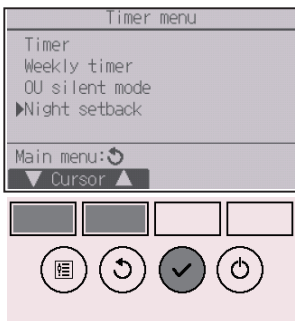 Timer menu
Timer
Weekly timer
OU silent mode
▶Night setback
Main menu:↺
▼ Cursor ▲